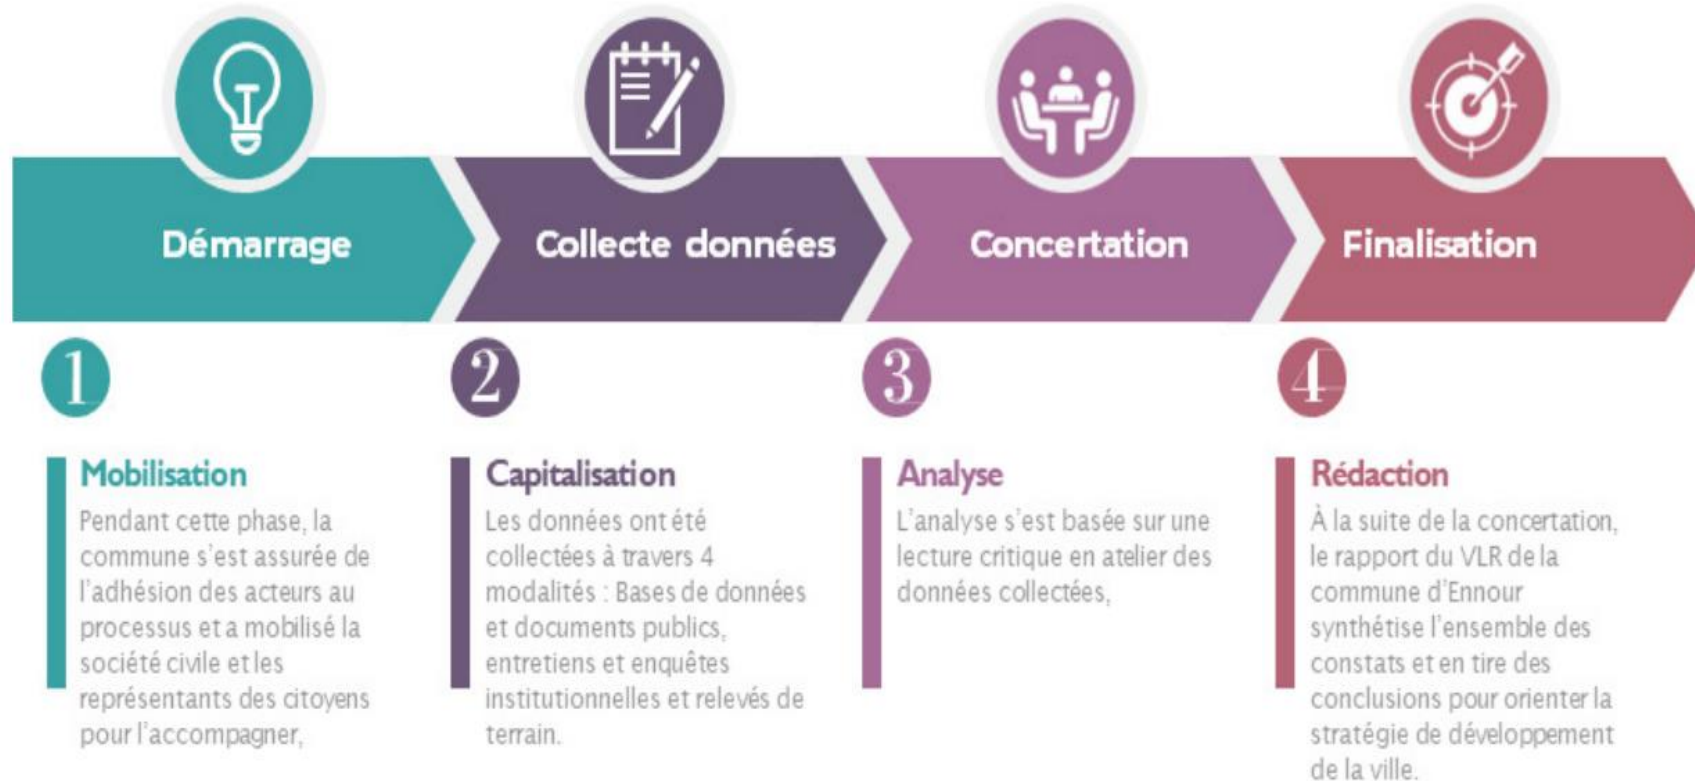 Démarrage
Collecte données
Concertation
Finalisation
1
Mobilisation
Pendant cette phase, la
commune s'est assurée de
l'adhésion des acteurs au
processus et a mobilisé la
société civile et les
représentants des citoyens
pour l'accompagner,
2
Capitalisation
Les données ont été
collectées à travers 4
modalités : Bases de données
et documents publics,
entretiens et enquêtes
institutionnelles et relevés de
terrain.
3
Analyse
L'analyse s'est basée sur une
lecture critique en atelier des
données collectées,
4
Rédaction
À la suite de la concertation,
le rapport du VLR de la
commune d'Ennour
synthétise l'ensemble des
constats et en tire des
conclusions pour orienter la
stratégie de développement
de la ville.